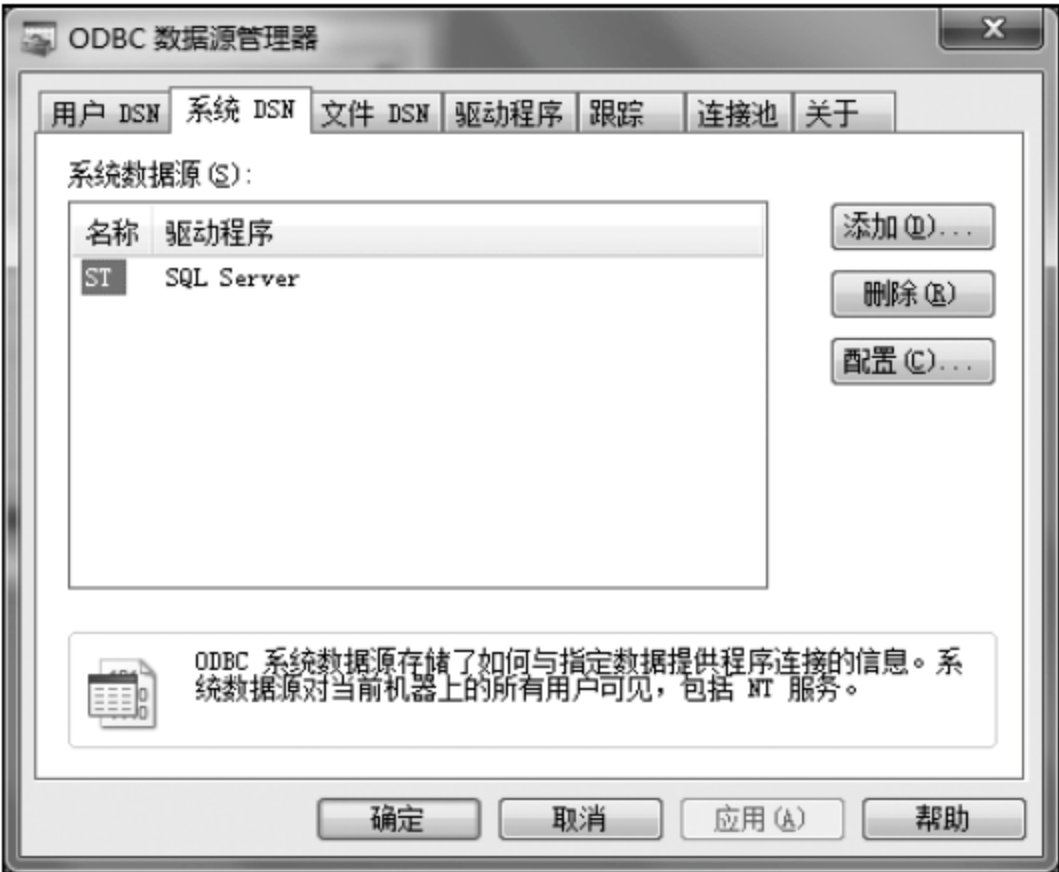 ODBC 数据源管理器
用户 DSN 系统 DSN 文件 DSN 驱动程序 跟踪 连接池 关于
系统数据源(S):
名称 驱动程序
ST SQL Server
添加(D)...
删除(R)
配置(C)...
ODBC 系统数据源存储了如何与指定数据提供程序连接的信息。系
统数据源对当前机器上的所有用户可见，包括 NT 服务。
确定 取消 应用(A) 帮助